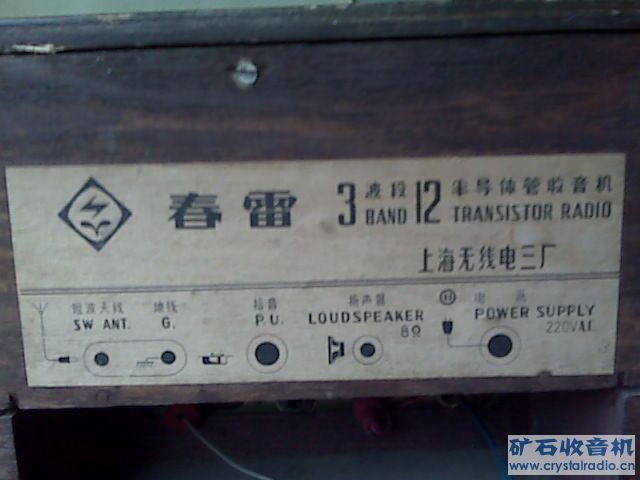 春雷 3 波段 BAND 12 半导体管收音机 TRANSISTOR RADIO
上海无线电三厂
短波天线 地线 拾音 扬声器 电源
SW ANT. G. P.U. LOUDSPEAKER POWER SUPPLY
8Ω 220VAC
矿石收音机
www.crystalradio.cn